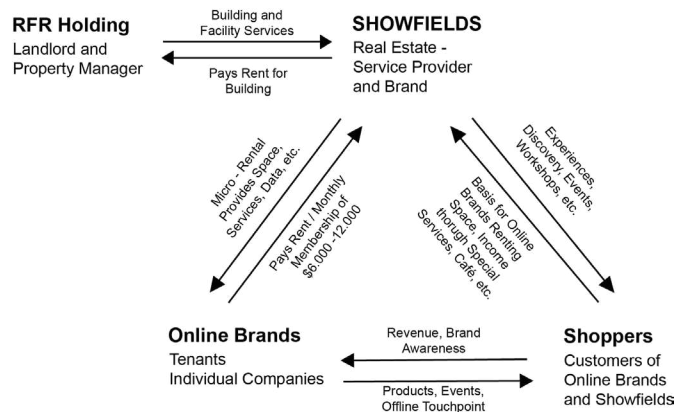 RFR Holding
Landlord and
Property Manager
Building and
Facility Services
Pays Rent for
Building
SHOWFIELDS
Real Estate -
Service Provider
and Brand
Micro - Rental
Provides Space,
Services, Data, etc.
Pays Rent / Monthly
Membership of
$6.000 -12.000
Basis for Online
Brands Renting
Space, Income
thorugh Special
Services, Café, etc.
Experiences,
Discovery, Events,
Workshops, etc.
Online Brands
Tenants
Individual Companies
Revenue, Brand
Awareness
Products, Events,
Offline Touchpoint
Shoppers
Customers of
Online Brands
and Showfields